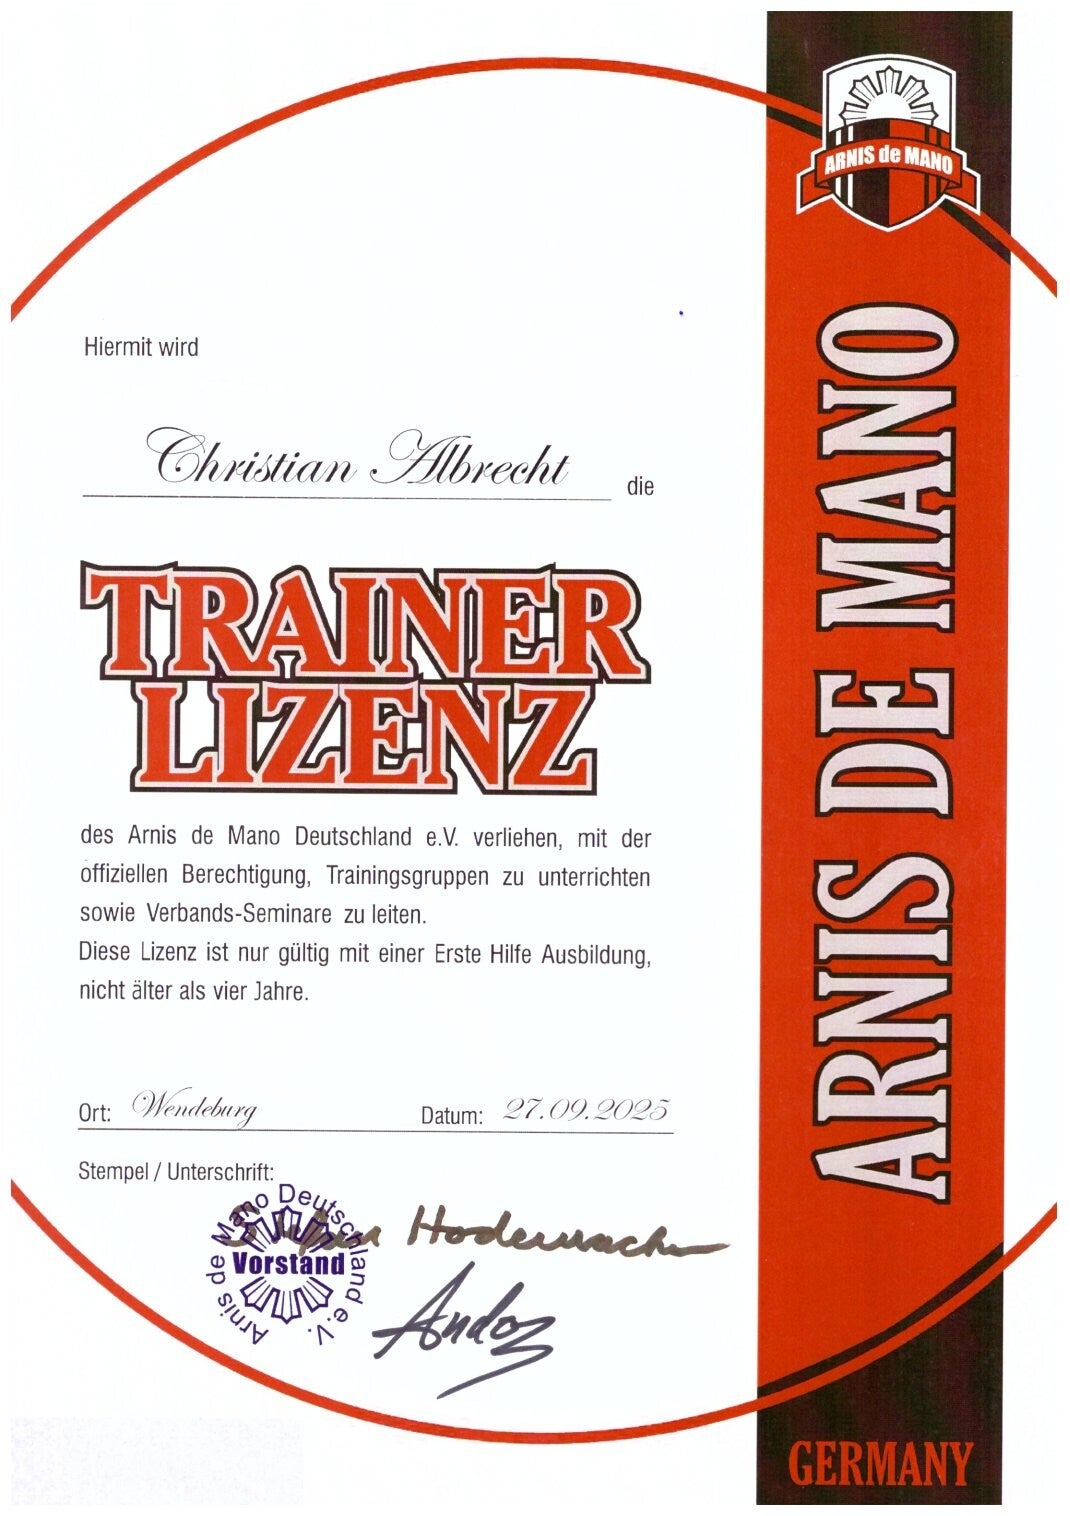 ARNIS de MANO
ARNIS DE MANO
GERMANY
Hiermit wird
Christian Albrecht die
TRAINER
LIZENZ
des Arnis de Mano Deutschland e.V. verliehen, mit der
offiziellen Berechtigung, Trainingsgruppen zu unterrichten
sowie Verbands-Seminare zu leiten.
Diese Lizenz ist nur gültig mit einer Erste Hilfe Ausbildung,
nicht älter als vier Jahre.
Ort: Wendeburg Datum: 27.09.2025
Stempel / Unterschrift:
Arnis de Mano Deutschland e.V.
Vorstand